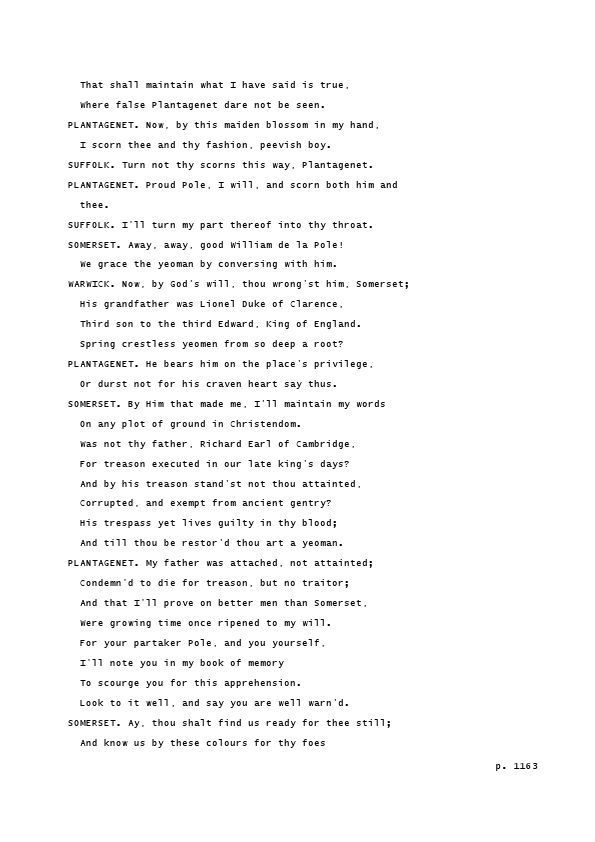 That shall maintain what I have said is true,
Where false Plantagenet dare not be seen.
PLANTAGENET. Now, by this maiden blossom in my hand,
I scorn thee and thy fashion, peevish boy.
SUFFOLK. Turn not thy scorns this way, Plantagenet.
PLANTAGENET. Proud Pole, I will, and scorn both him and
thee.
SUFFOLK. I'll turn my part thereof into thy throat.
SOMERSET. Away, away, good William de la Pole!
We grace the yeoman by conversing with him.
WARWICK. Now, by God's will, thou wrong'st him, Somerset;
His grandfather was Lionel Duke of Clarence,
Third son to the third Edward, King of England.
Spring crestless yeomen from so deep a root?
PLANTAGENET. He bears him on the place's privilege,
Or durst not for his craven heart say thus.
SOMERSET. By Him that made me, I'll maintain my words
On any plot of ground in Christendom.
Was not thy father, Richard Earl of Cambridge,
For treason executed in our late king's days?
And by his treason stand'st not thou attainted,
Corrupted, and exempt from ancient gentry?
His trespass yet lives guilty in thy blood;
And till thou be restor'd thou art a yeoman.
PLANTAGENET. My father was attached, not attainted;
Condemn'd to die for treason, but no traitor;
And that I'll prove on better men than Somerset,
Were growing time once ripened to my will.
For your partaker Pole, and you yourself,
I'll note you in my book of memory
To scourge you for this apprehension.
Look to it well, and say you are well warn'd.
SOMERSET. Ay, thou shalt find us ready for thee still;
And know us by these colours for thy foes
p. 1163